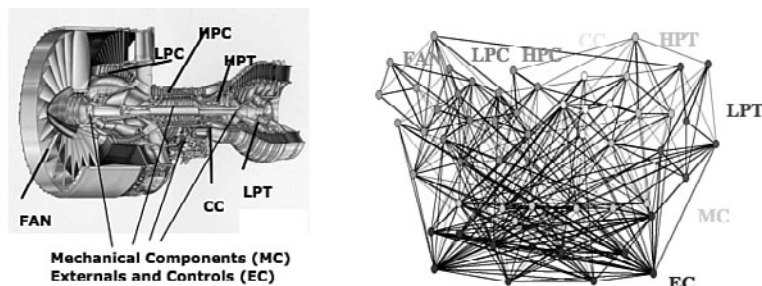 LPC
HPC
HPT
FAN
CC
LPT
Mechanical Components (MC)
Externals and Controls (EC)
FAN
LPC
HPC
CC
HPT
LPT
MC
EC